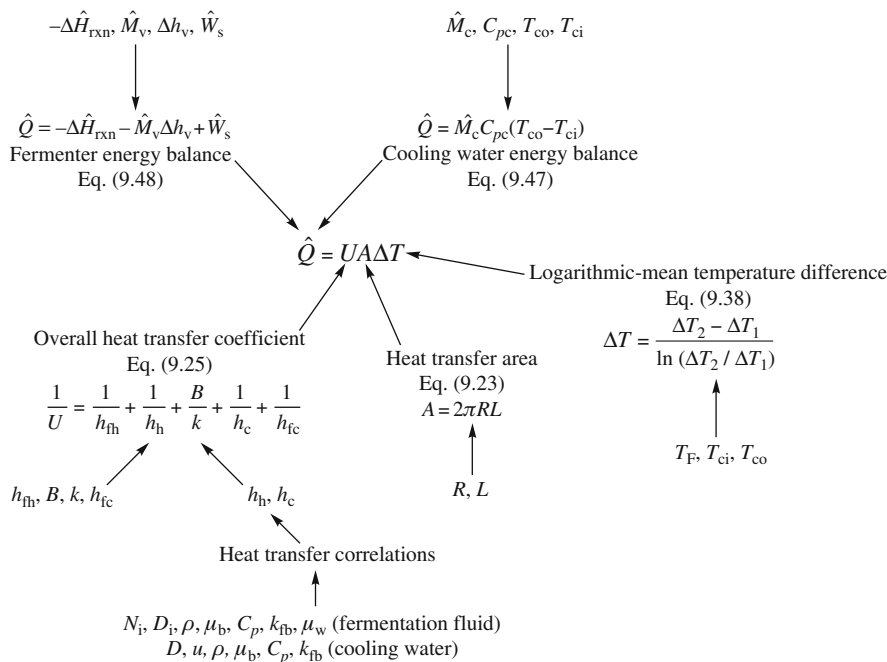 −ΔĤrxn, M̂v, Δhv, Ŵs
M̂c, Cpc, Tco, Tci
Q̂ = −ΔĤrxn − M̂vΔhv + Ŵs
Fermenter energy balance
Eq. (9.48)
Q̂ = M̂cCpc(Tco−Tci)
Cooling water energy balance
Eq. (9.47)
Q̂ = UAΔT
Logarithmic-mean temperature difference
Eq. (9.38)
ΔT = (ΔT2 − ΔT1) / ln (ΔT2 / ΔT1)
Overall heat transfer coefficient
Eq. (9.25)
1/U = 1/hfh + 1/hh + B/k + 1/hc + 1/hfc
Heat transfer area
Eq. (9.23)
A = 2πRL
TF, Tci, Tco
hfh, B, k, hfc
hh, hc
R, L
Heat transfer correlations
Ni, Di, ρ, μb, Cp, kfb, μw (fermentation fluid)
D, u, ρ, μb, Cp, kfb (cooling water)